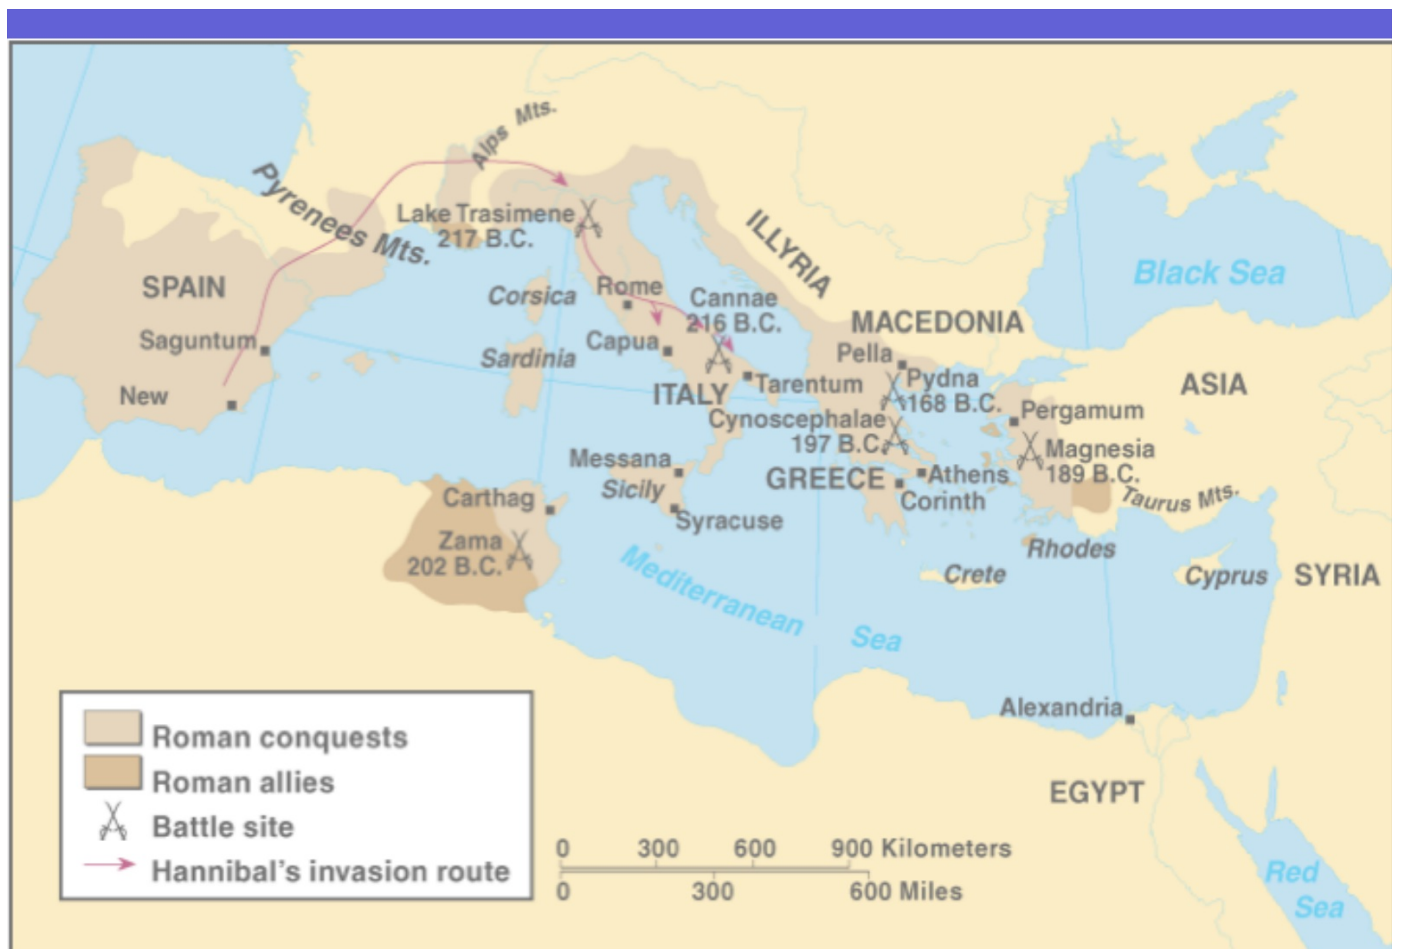 Alps Mts.
Pyrenees Mts.
Lake Trasimene
217 B.C.
ILLYRIA
Black Sea
SPAIN
Corsica
Rome
Cannae
216 B.C.
MACEDONIA
Saguntum
Sardinia
Capua
Pella
New
ITALY
Tarentum
Pydna
168 B.C.
ASIA
Cynoscephalae
197 B.C.
Pergamum
Messana
Sicily
GREECE
Athens
Corinth
Magnesia
189 B.C.
Taurus Mts.
Carthag
Syracuse
Zama
202 B.C.
Rhodes
Crete
Cyprus
SYRIA
Mediterranean
Sea
Alexandria
EGYPT
Red
Sea
Roman conquests
Roman allies
Battle site
Hannibal's invasion route
0 300 600 900 Kilometers
0 300 600 Miles